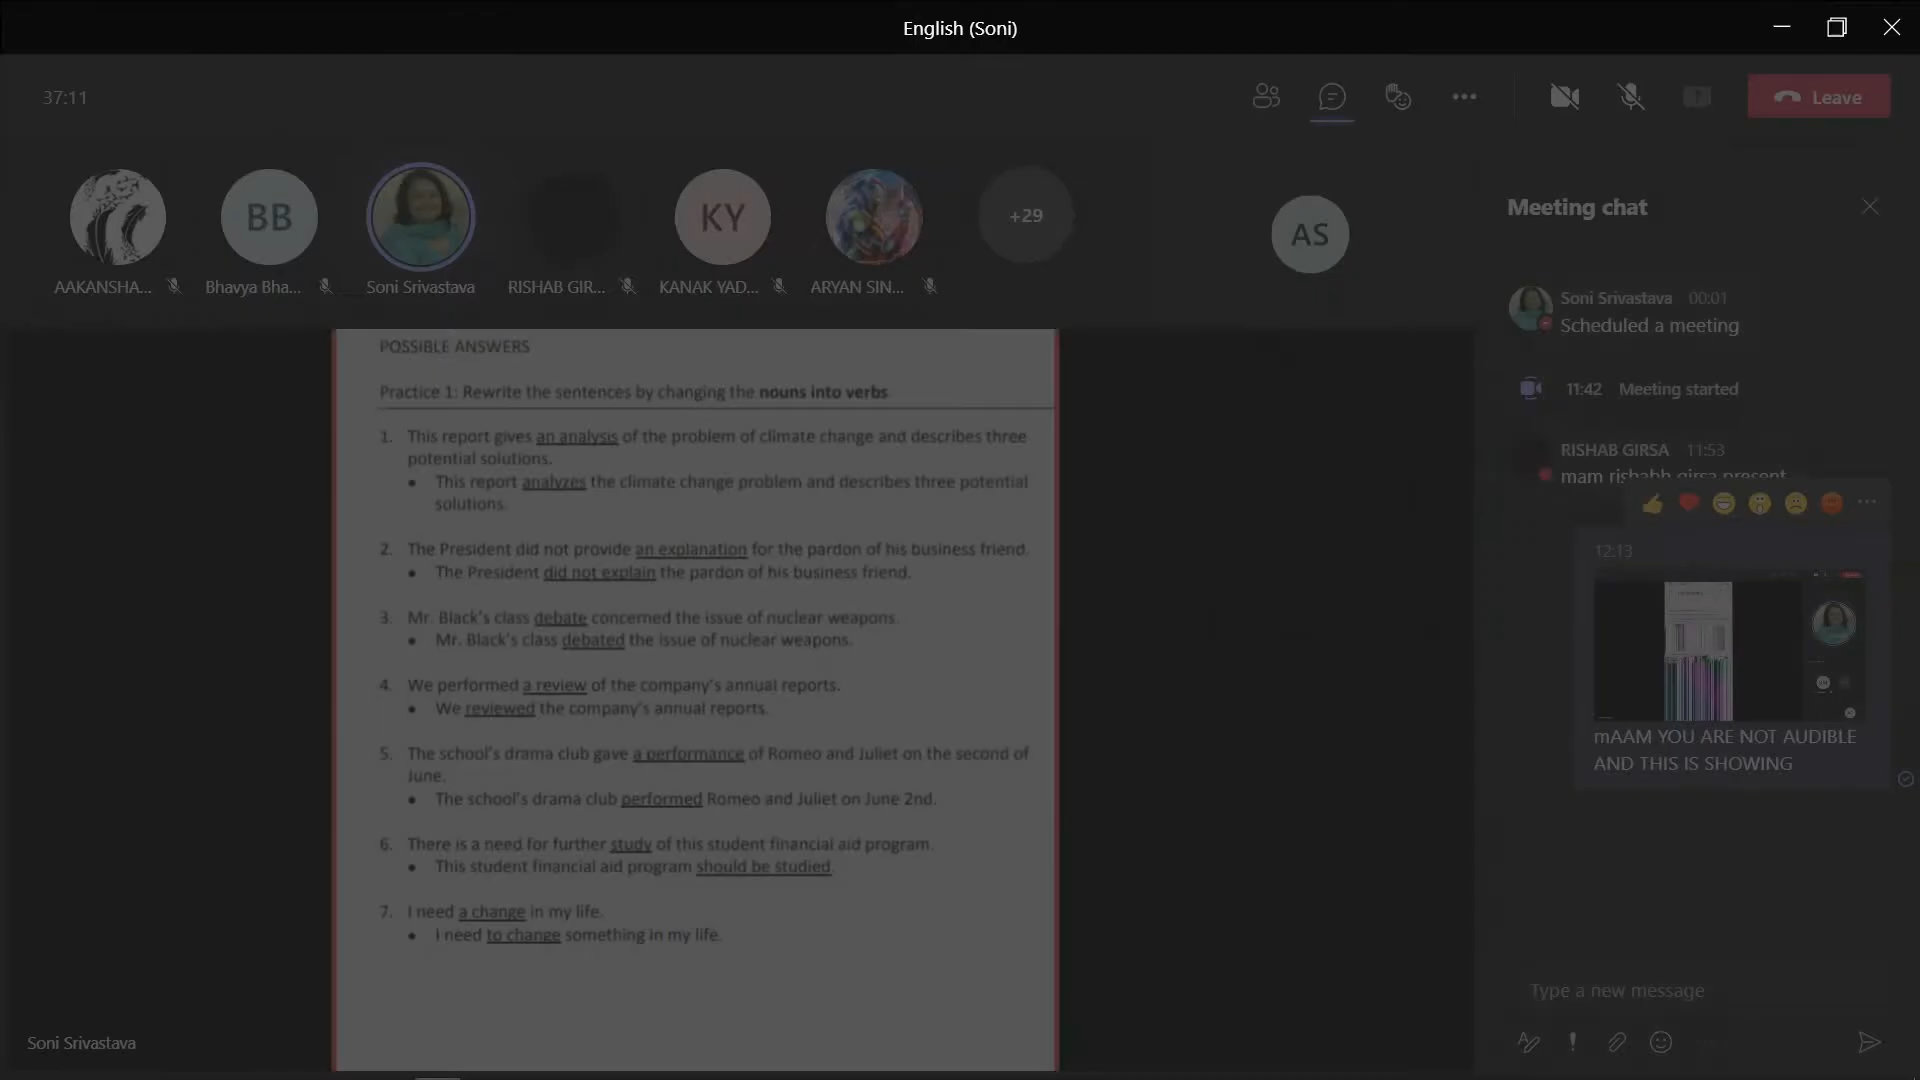 English (Soni)
37:11
Leave
BB
KY
+29
AS
AAKANSHA...
Bhavya Bha...
Soni Srivastava
RISHAB GIR...
KANAK YAD...
ARYAN SIN...
POSSIBLE ANSWERS
Practice 1: Rewrite the sentences by changing the nouns into verbs
1. This report gives an analysis of the problem of climate change and describes three
potential solutions.
• This report analyzes the climate change problem and describes three potential
solutions.
2. The President did not provide an explanation for the pardon of his business friend.
• The President did not explain the pardon of his business friend.
3. Mr. Black's class debate concerned the issue of nuclear weapons.
• Mr. Black's class debated the issue of nuclear weapons.
4. We performed a review of the company's annual reports.
• We reviewed the company's annual reports.
5. The school's drama club gave a performance of Romeo and Juliet on the second of
June.
• The school's drama club performed Romeo and Juliet on June 2nd.
6. There is a need for further study of this student financial aid program.
• This student financial aid program should be studied.
7. I need a change in my life.
• I need to change something in my life.
Soni Srivastava
Meeting chat
Soni Srivastava 00:01
Scheduled a meeting
11:42 Meeting started
RISHAB GIRSA 11:53
mam rishabh girsa present
12:13
mAAM YOU ARE NOT AUDIBLE
AND THIS IS SHOWING
Type a new message